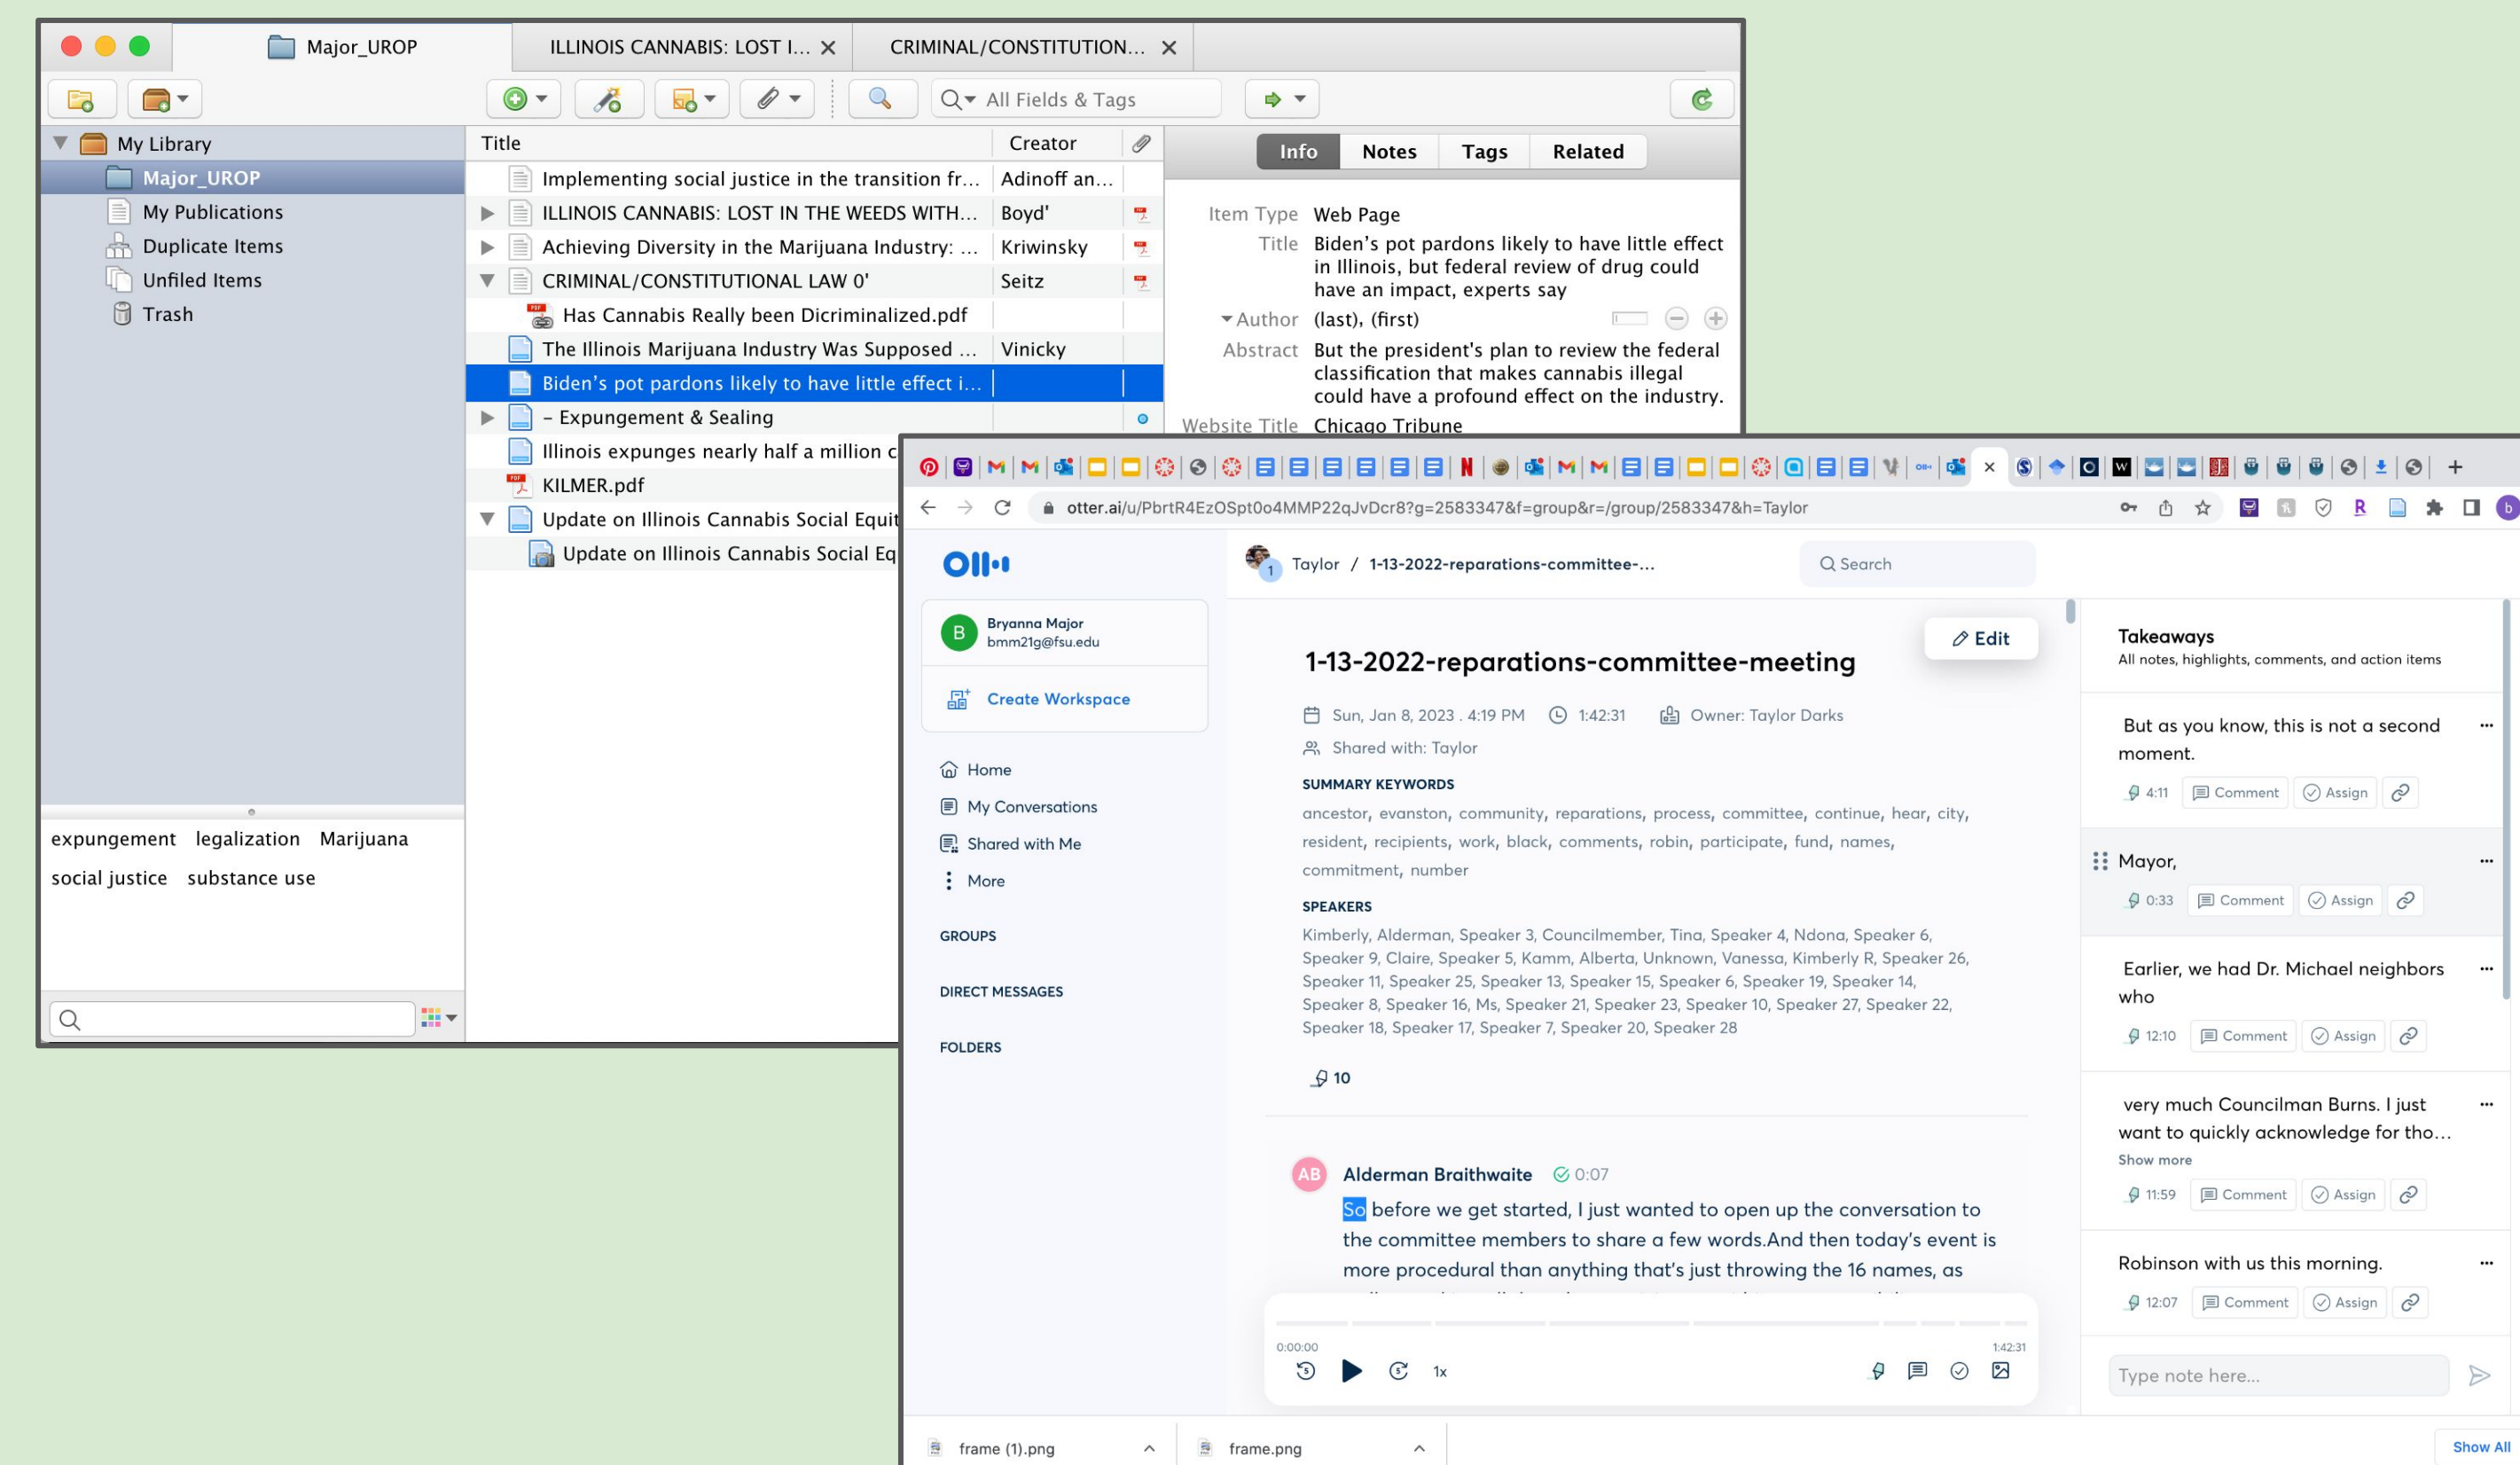 Major_UROP
ILLINOIS CANNABIS: LOST I...
CRIMINAL/CONSTITUTION...
All Fields & Tags
My Library
Major_UROP
My Publications
Duplicate Items
Unfiled Items
Trash
expungement legalization Marijuana
social justice substance use
Title Creator
Implementing social justice in the transition fr... Adinoff an...
ILLINOIS CANNABIS: LOST IN THE WEEDS WITH... Boyd'
Achieving Diversity in the Marijuana Industry: ... Kriwinsky
CRIMINAL/CONSTITUTIONAL LAW 0' Seitz
Has Cannabis Really been Dicriminalized.pdf
The Illinois Marijuana Industry Was Supposed ... Vinicky
Biden's pot pardons likely to have little effect i...
– Expungement & Sealing
Illinois expunges nearly half a million c
KILMER.pdf
Update on Illinois Cannabis Social Equit
Update on Illinois Cannabis Social Eq
Info Notes Tags Related
Item Type Web Page
Title Biden's pot pardons likely to have little effect
in Illinois, but federal review of drug could
have an impact, experts say
Author (last), (first)
Abstract But the president's plan to review the federal
classification that makes cannabis illegal
could have a profound effect on the industry.
Website Title Chicago Tribune
otter.ai/u/PbrtR4EzOSpt0o4MMP22qJvDcr8?g=2583347&f=group&r=/group/2583347&h=Taylor
B
Bryanna Major
bmm21g@fsu.edu
Create Workspace
Home
My Conversations
Shared with Me
More
GROUPS
DIRECT MESSAGES
FOLDERS
1 Taylor / 1-13-2022-reparations-committee-...
Search
Edit
1-13-2022-reparations-committee-meeting
Sun, Jan 8, 2023 . 4:19 PM 1:42:31 Owner: Taylor Darks
Shared with: Taylor
SUMMARY KEYWORDS
ancestor, evanston, community, reparations, process, committee, continue, hear, city,
resident, recipients, work, black, comments, robin, participate, fund, names,
commitment, number
SPEAKERS
Kimberly, Alderman, Speaker 3, Councilmember, Tina, Speaker 4, Ndona, Speaker 6,
Speaker 9, Claire, Speaker 5, Kamm, Alberta, Unknown, Vanessa, Kimberly R, Speaker 26,
Speaker 11, Speaker 25, Speaker 13, Speaker 15, Speaker 6, Speaker 19, Speaker 14,
Speaker 8, Speaker 16, Ms, Speaker 21, Speaker 23, Speaker 10, Speaker 27, Speaker 22,
Speaker 18, Speaker 17, Speaker 7, Speaker 20, Speaker 28
10
AB Alderman Braithwaite 0:07
So before we get started, I just wanted to open up the conversation to
the committee members to share a few words.And then today's event is
more procedural than anything that's just throwing the 16 names, as
0:00:00 1:42:31
5 5 1x
Takeaways
All notes, highlights, comments, and action items
But as you know, this is not a second
moment.
4:11 Comment Assign
Mayor,
0:33 Comment Assign
Earlier, we had Dr. Michael neighbors
who
12:10 Comment Assign
very much Councilman Burns. I just
want to quickly acknowledge for tho...
Show more
11:59 Comment Assign
Robinson with us this morning.
12:07 Comment Assign
Type note here...
frame (1).png
frame.png
Show All